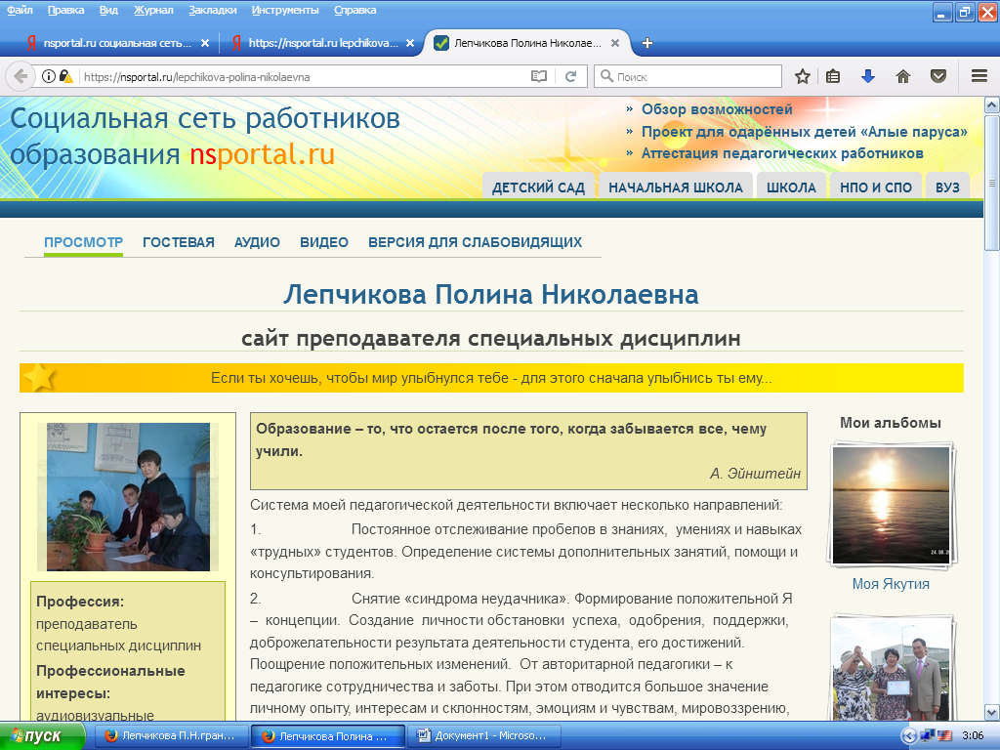 Файл Правка Вид Журнал Закладки Инструменты Справка
nsportal.ru социальная сеть...
https://nsportal.ru lepchikova...
Лепчикова Полина Николае...
https://nsportal.ru/lepchikova-polina-nikolaevna
Поиск
Социальная сеть работников
образования nsportal.ru
» Обзор возможностей
» Проект для одарённых детей «Алые паруса»
» Аттестация педагогических работников
ДЕТСКИЙ САД НАЧАЛЬНАЯ ШКОЛА ШКОЛА НПО И СПО ВУЗ
ПРОСМОТР ГОСТЕВАЯ АУДИО ВИДЕО ВЕРСИЯ ДЛЯ СЛАБОВИДЯЩИХ
Лепчикова Полина Николаевна
сайт преподавателя специальных дисциплин
Если ты хочешь, чтобы мир улыбнулся тебе - для этого сначала улыбнись ты ему...
Профессия:
преподаватель
специальных дисциплин
Профессиональные
интересы:
аудиовизуальные
Образование – то, что остается после того, когда забывается все, чему
учили.
А. Эйнштейн
Система моей педагогической деятельности включает несколько направлений:
1. Постоянное отслеживание пробелов в знаниях, умениях и навыках
«трудных» студентов. Определение системы дополнительных занятий, помощи и
консультирования.
2. Снятие «синдрома неудачника». Формирование положительной Я
– концепции. Создание личности обстановки успеха, одобрения, поддержки,
доброжелательности результата деятельности студента, его достижений.
Поощрение положительных изменений. От авторитарной педагогики – к
педагогике сотрудничества и заботы. При этом отводится большое значение
личному опыту, интересам и склонностям, эмоциям и чувствам, мировоззрению,
Мои альбомы
Моя Якутия
пуск
Лепчикова П.Н.гран...
Лепчикова Полина ...
Документ1 - Microso...
3:06